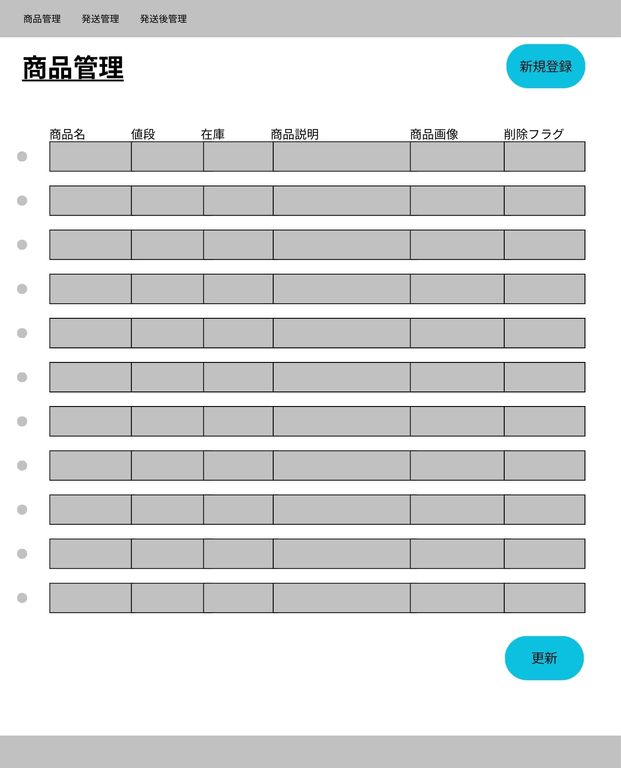 商品管理 発送管理 発送後管理
商品管理
新規登録
商品名 値段 在庫 商品説明 商品画像 削除フラグ
更新